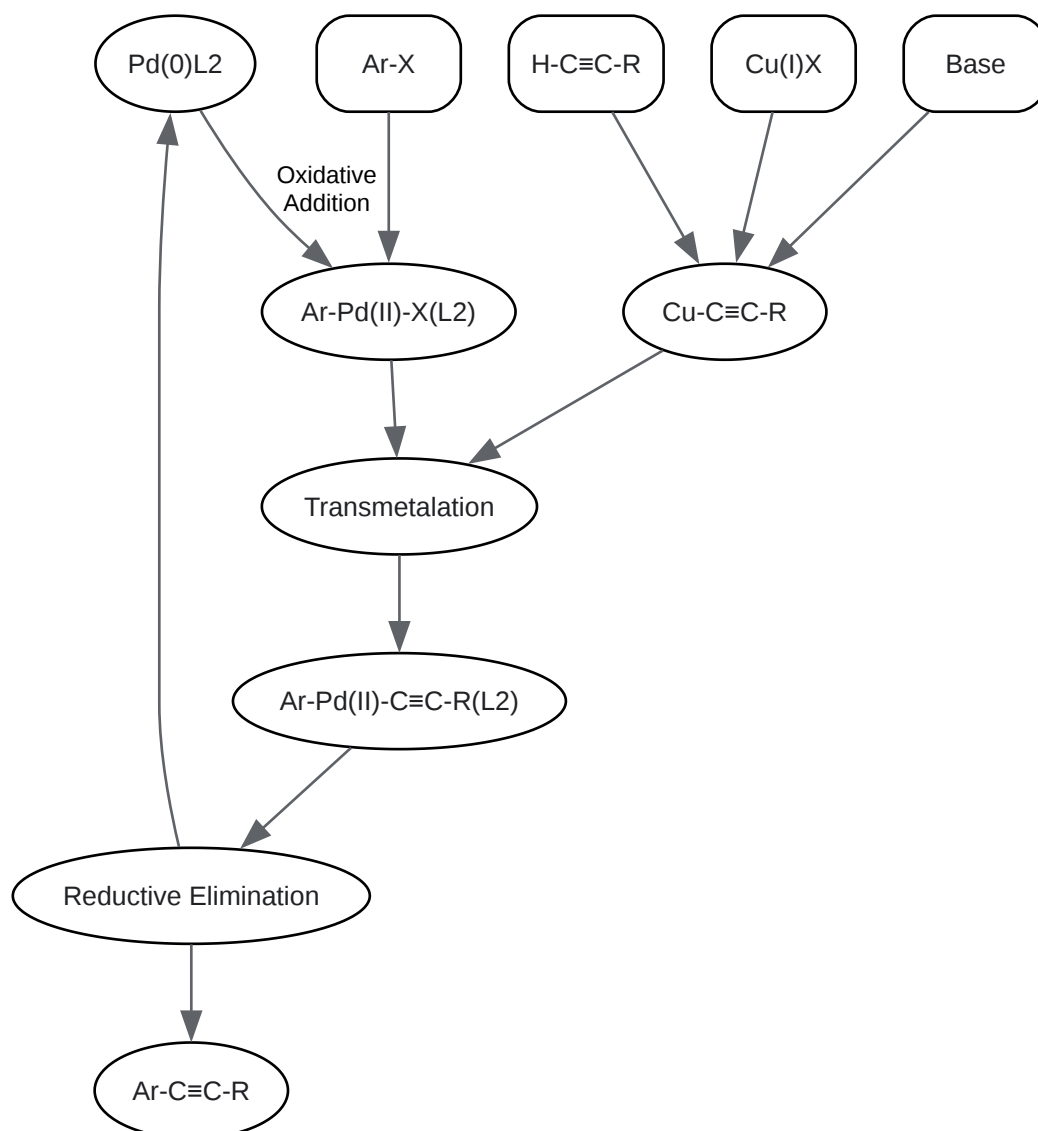 Pd(0)L2
Ar-X
H-C≡C-R
Cu(I)X
Base
Oxidative
Addition
Ar-Pd(II)-X(L2)
Cu-C≡C-R
Transmetalation
Ar-Pd(II)-C≡C-R(L2)
Reductive Elimination
Ar-C≡C-R